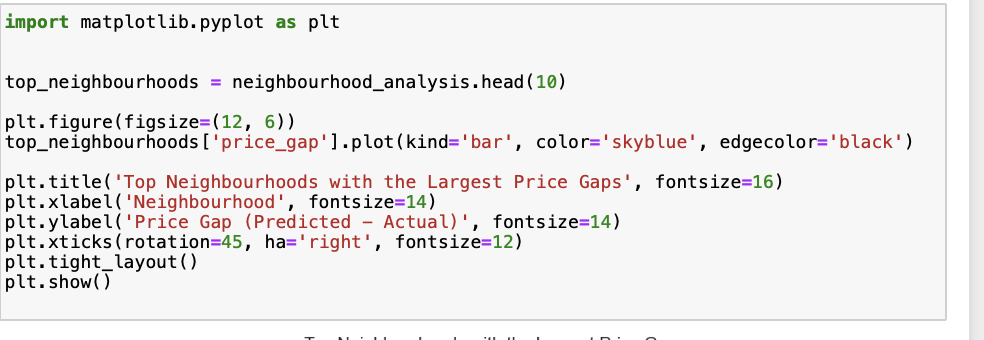 import matplotlib.pyplot as plt
top_neighbourhoods = neighbourhood_analysis.head(10)
plt.figure(figsize=(12, 6))
top_neighbourhoods['price_gap'].plot(kind='bar', color='skyblue', edgecolor='black')
plt.title('Top Neighbourhoods with the Largest Price Gaps', fontsize=16)
plt.xlabel('Neighbourhood', fontsize=14)
plt.ylabel('Price Gap (Predicted - Actual)', fontsize=14)
plt.xticks(rotation=45, ha='right', fontsize=12)
plt.tight_layout()
plt.show()